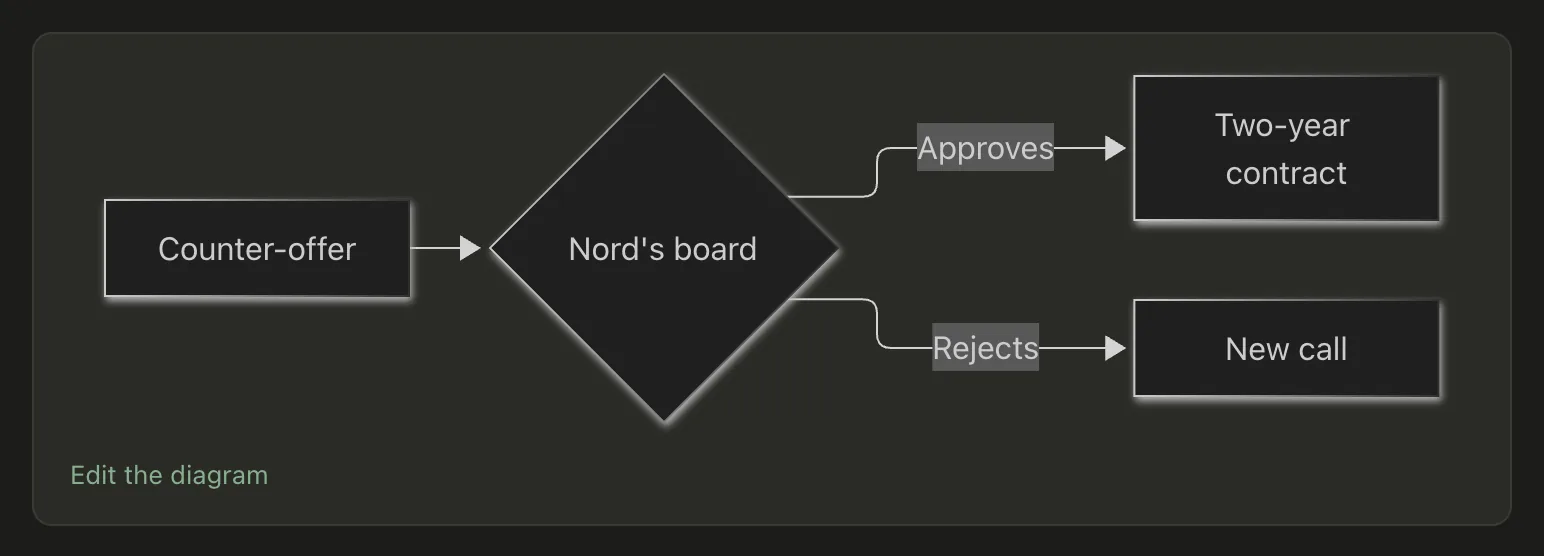 Counter-offer
Nord's board
Approves
Two-year
contract
Rejects
New call
Edit the diagram